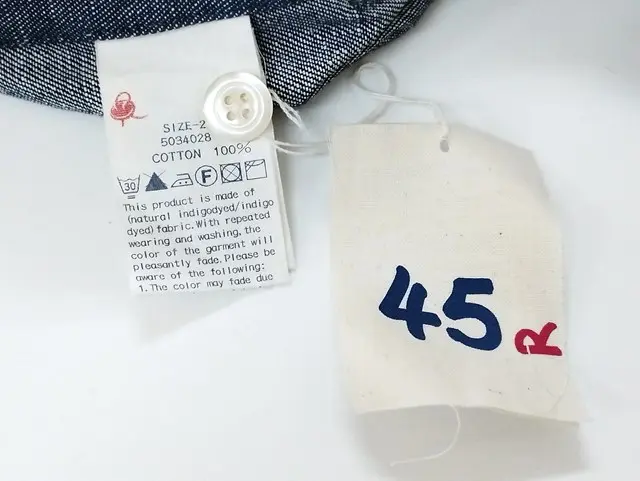 SIZE-2
5034028
COTTON 100%
30
F
This product is made of
(natural indigodyed/indigo
dyed) fabric. With repeated
wearing and washing, the
color of the garment will
pleasantly fade. Please be
aware of the following:
1. The color may fade due
45R